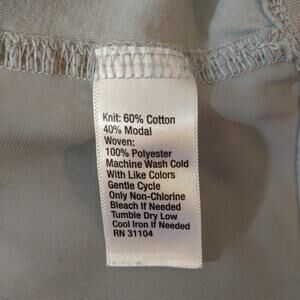 Knit: 60% Cotton
40% Modal
Woven:
100% Polyester
Machine Wash Cold
With Like Colors
Gentle Cycle
Only Non-Chlorine
Bleach If Needed
Tumble Dry Low
Cool Iron If Needed
RN 31104